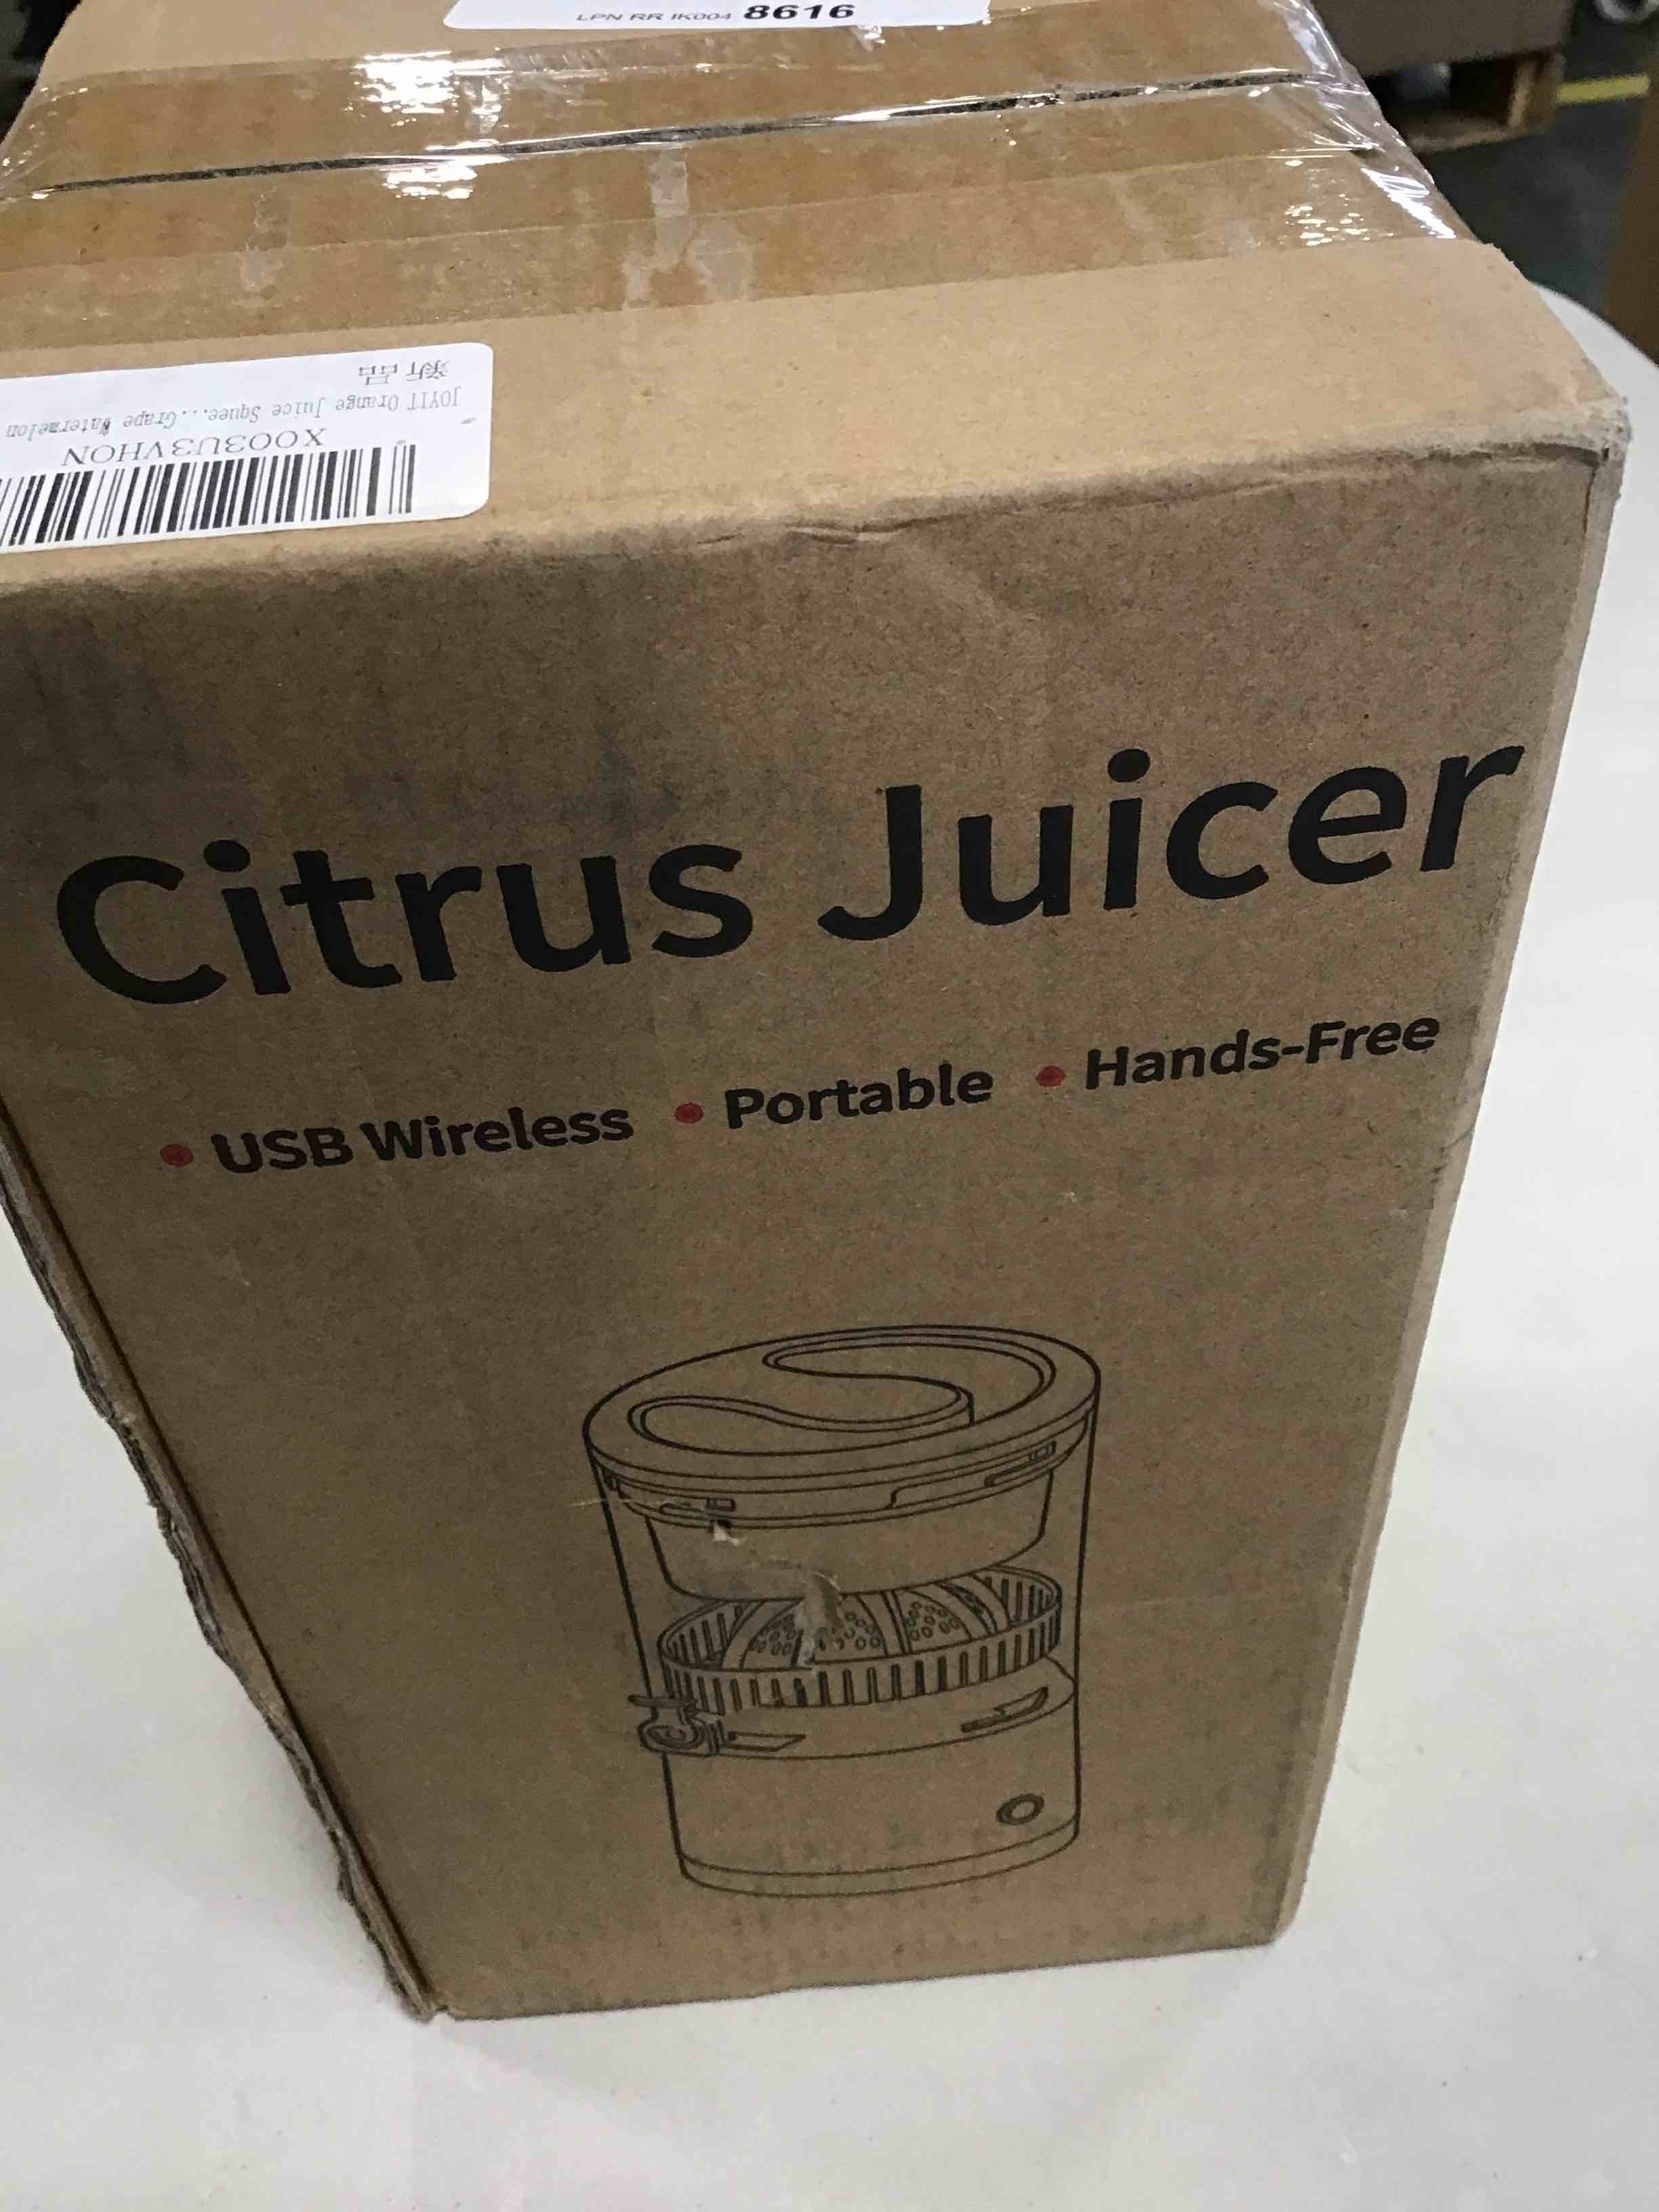 LPN RR IK004 8616
X003U3VHON
JOYIT Orange Juice Squee...Grape Watermelon
新品
Citrus Juicer
• USB Wireless • Portable • Hands-Free